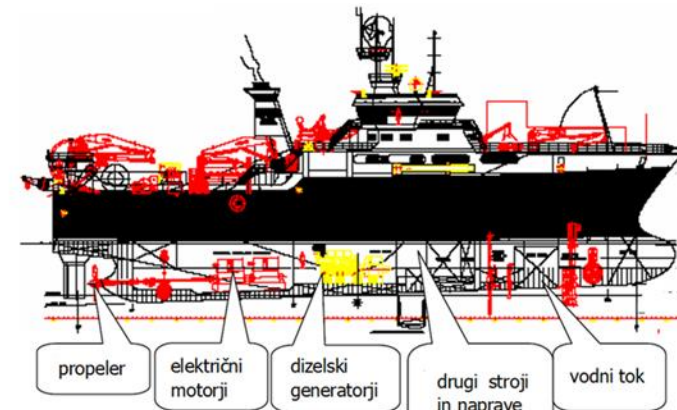 propeler
električni
motorji
dizelski
generatorji
drugi stroji
in naprave
vodni tok